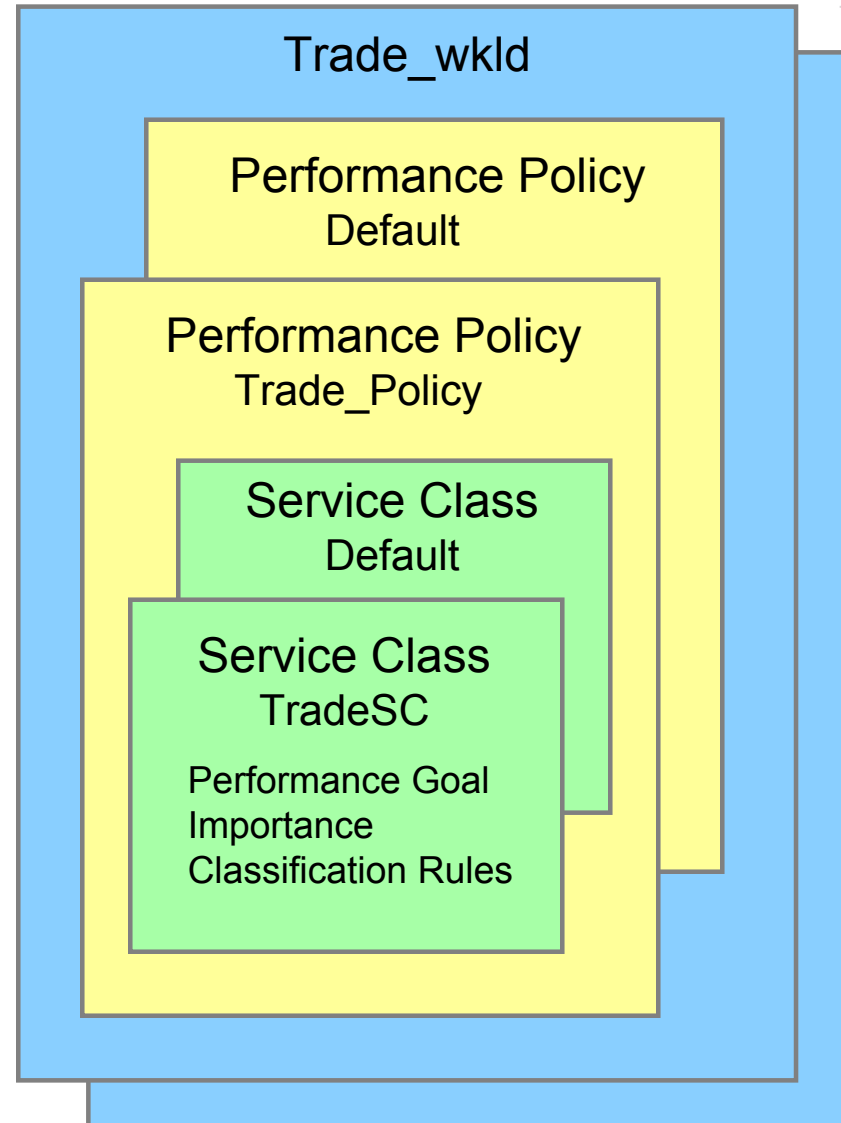 Trade_wkld
Performance Policy
Default
Performance Policy
Trade_Policy
Service Class
Default
Service Class
TradeSC
Performance Goal
Importance
Classification Rules